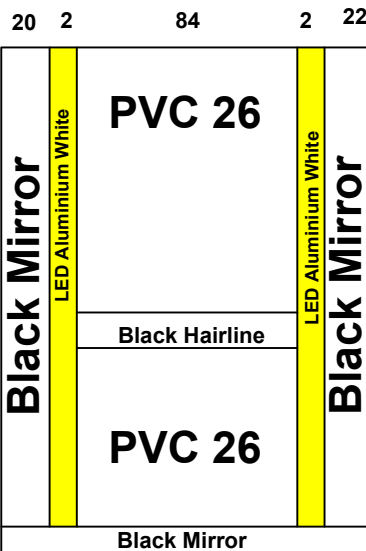 20 2 84 2 22
PVC 26
Black Mirror
LED Aluminium White
LED Aluminium White
Black Mirror
Black Hairline
PVC 26
Black Mirror